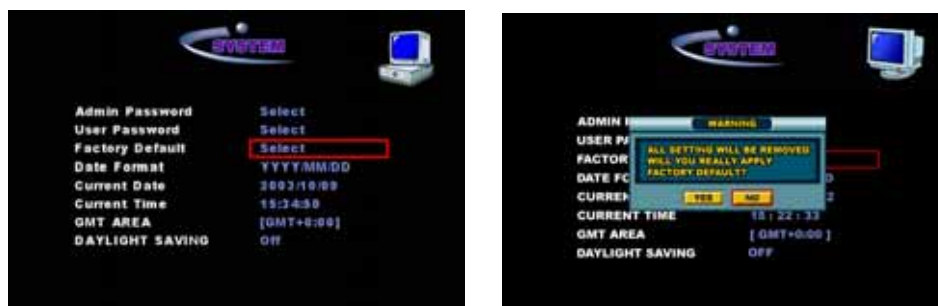 SYSTEM
Admin Password Select
User Password Select
Factory Default Select
Date Format YYYY/MM/DD
Current Date 2003/10/09
Current Time 15:34:50
GMT AREA [GMT+0:00]
DAYLIGHT SAVING Off
SYSTEM
ADMIN
USER PA
FACTOR
DATE FO
CURREN 2
CURRENT TIME 15 : 22 : 33
GMT AREA [ GMT+0:00 ]
DAYLIGHT SAVING OFF
WARNING
ALL SETTING WILL BE REMOVED
WILL YOU REALLY APPLY
FACTORY DEFAULT?
YES NO